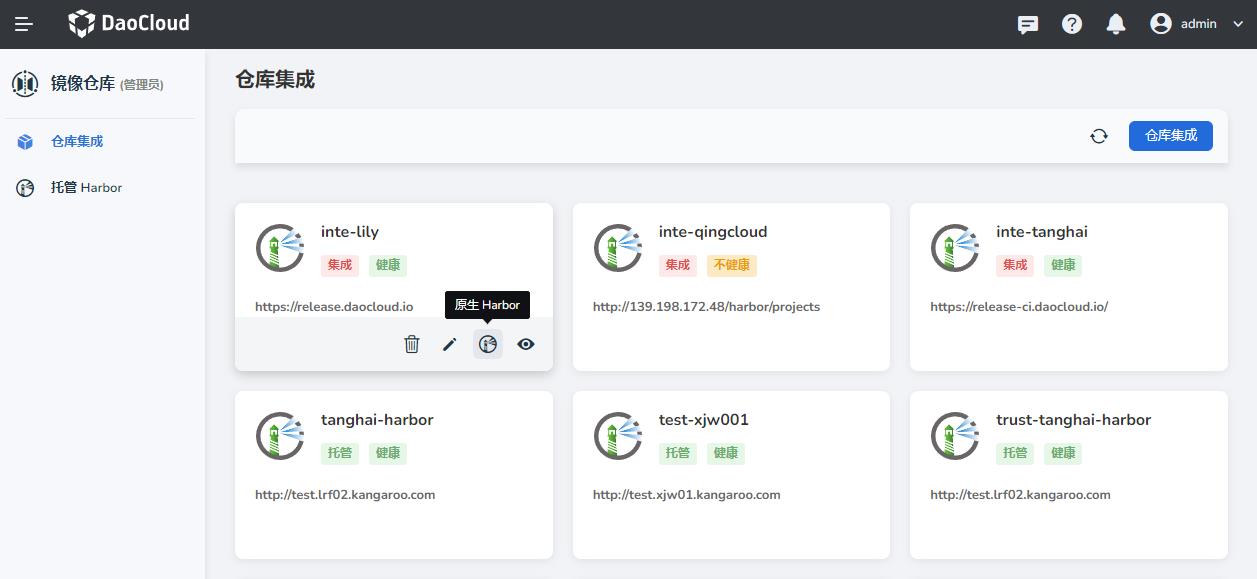 DaoCloud
admin
镜像仓库 (管理员)
仓库集成
托管 Harbor
仓库集成
仓库集成
inte-lily
集成 健康
https://release.daocloud.io
原生 Harbor
inte-qingcloud
集成 不健康
http://139.198.172.48/harbor/projects
inte-tanghai
集成 健康
https://release-ci.daocloud.io/
tanghai-harbor
托管 健康
http://test.lrf02.kangaroo.com
test-xjw001
托管 健康
http://test.xjw01.kangaroo.com
trust-tanghai-harbor
托管 健康
http://test.lrf02.kangaroo.com